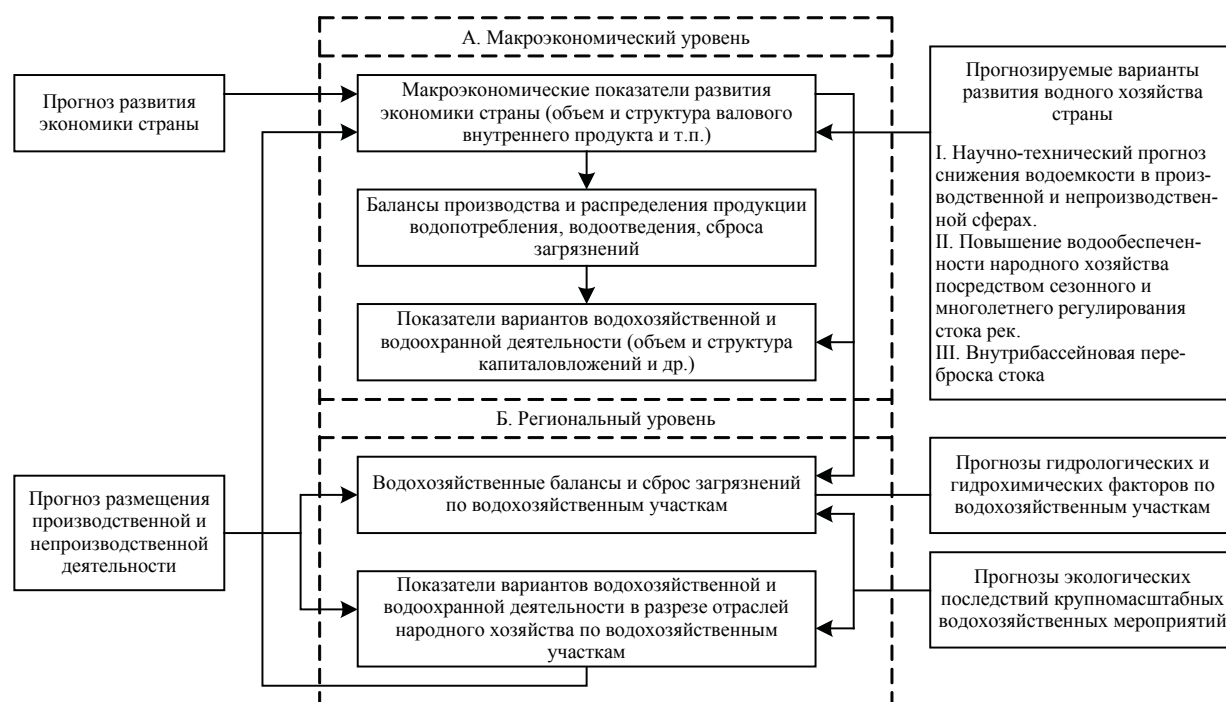 А. Макроэкономический уровень
Прогноз развития
экономики страны
Макроэкономические показатели развития
экономики страны (объем и структура валового
внутреннего продукта и т.п.)
Балансы производства и распределения продукции
водопотребления, водоотведения, сброса
загрязнений
Показатели вариантов водохозяйственной и
водоохранной деятельности (объем и структура
капиталовложений и др.)
Прогнозируемые варианты
развития водного хозяйства
страны
I. Научно-технический прогноз
снижения водоемкости в произ-
водственной и непроизводствен-
ной сферах.
II. Повышение водообеспечен-
ности народного хозяйства
посредством сезонного и
многолетнего регулирования
стока рек.
III. Внутрибассейновая пере-
броска стока
Б. Региональный уровень
Прогноз размещения
производственной и
непроизводственной
деятельности
Водохозяйственные балансы и сброс загрязнений
по водохозяйственным участкам
Показатели вариантов водохозяйственной и
водоохранной деятельности в разрезе отраслей
народного хозяйства по водохозяйственным
участкам
Прогнозы гидрологических и
гидрохимических факторов по
водохозяйственным участкам
Прогнозы экологических
последствий крупномасштабных
водохозяйственных мероприятий